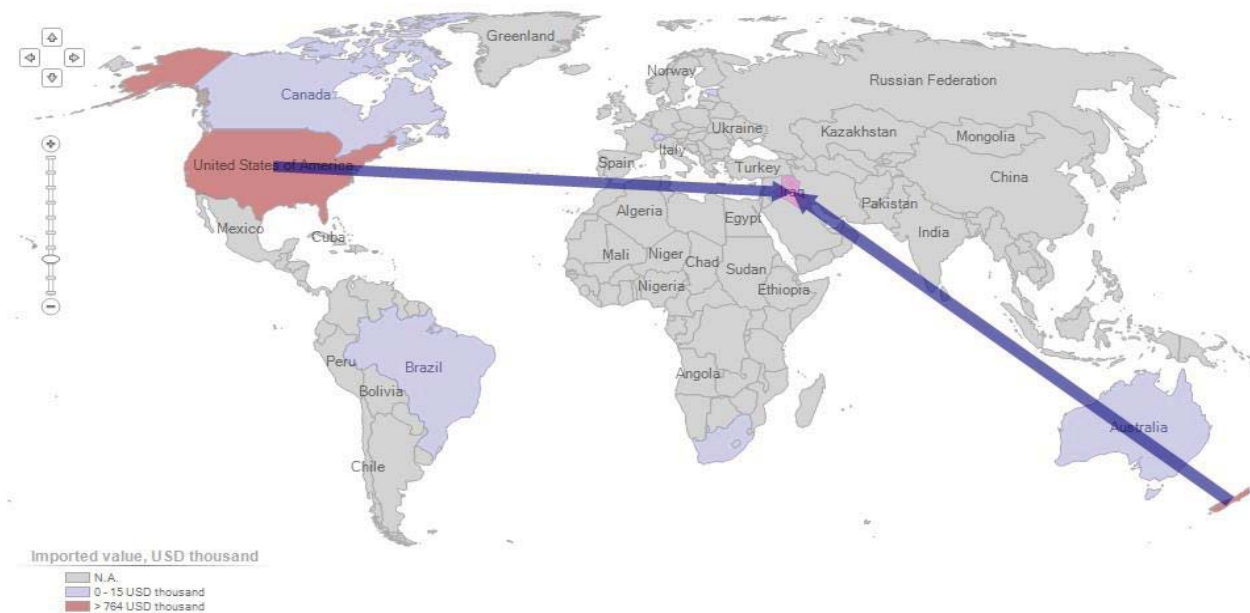 Greenland
Norway
Russian Federation
Canada
Ukraine
Kazakhstan
Mongolia
Italy
United States of America
Spain
Turkey
China
Iraq
Pakistan
Mexico
Algeria
Egypt
India
Cuba
Mali
Niger
Chad
Sudan
Nigeria
Ethiopia
Peru
Brazil
Angola
Bolivia
Australia
Chile
Imported value, USD thousand
N.A.
0 - 15 USD thousand
> 764 USD thousand